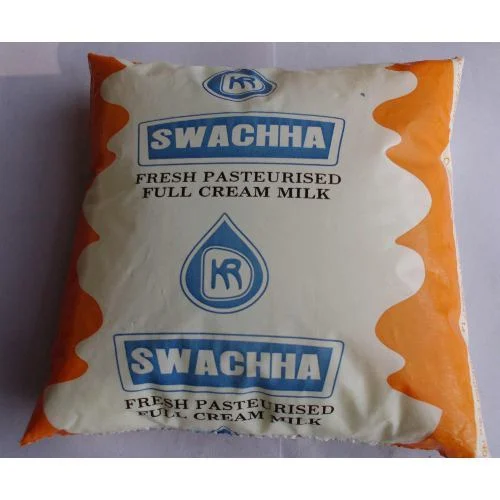 KR
SWACHHA
FRESH PASTEURISED
FULL CREAM MILK
KR
SWACHHA
FRESH PASTEURISED
FULL CREAM MILK